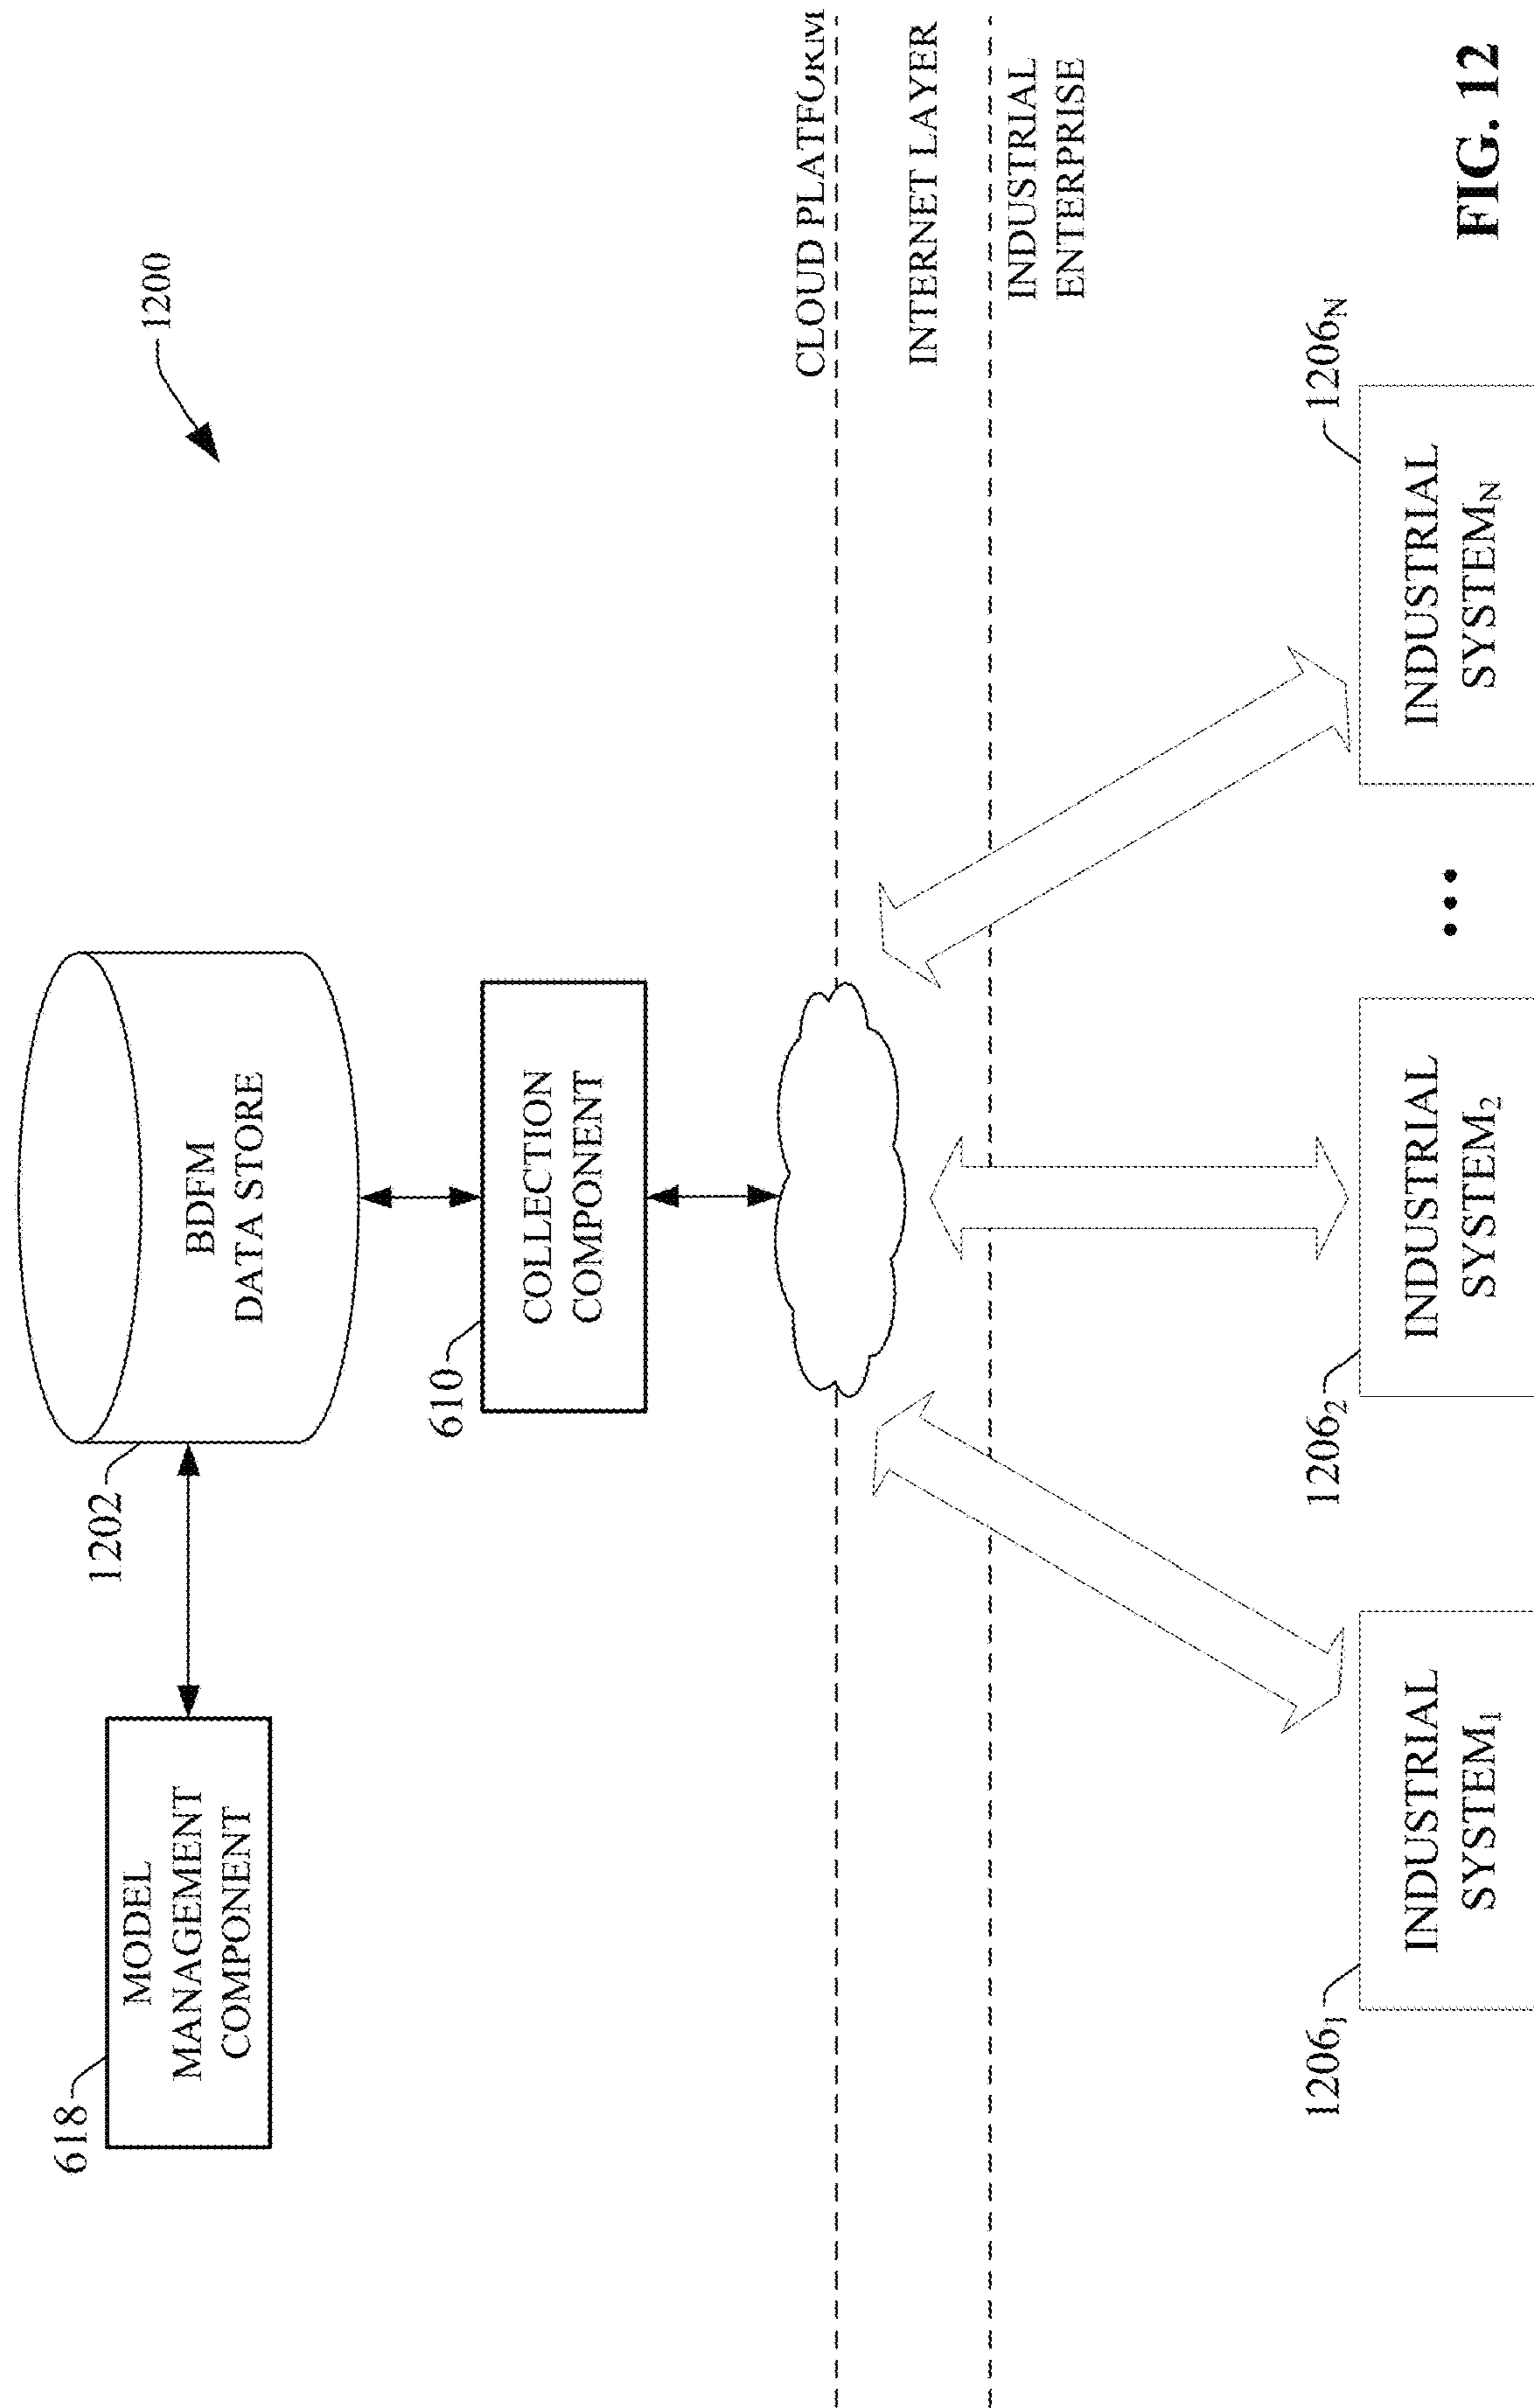 1200
618
MODEL
MANAGEMENT
COMPONENT
1202
BDFM
DATA STORE
610
COLLECTION
COMPONENT
CLOUD PLATFORM
INTERNET LAYER
INDUSTRIAL
ENTERPRISE
1206₁
INDUSTRIAL
SYSTEM₁
1206₂
INDUSTRIAL
SYSTEM₂
•••
1206N
INDUSTRIAL
SYSTEMN
FIG. 12